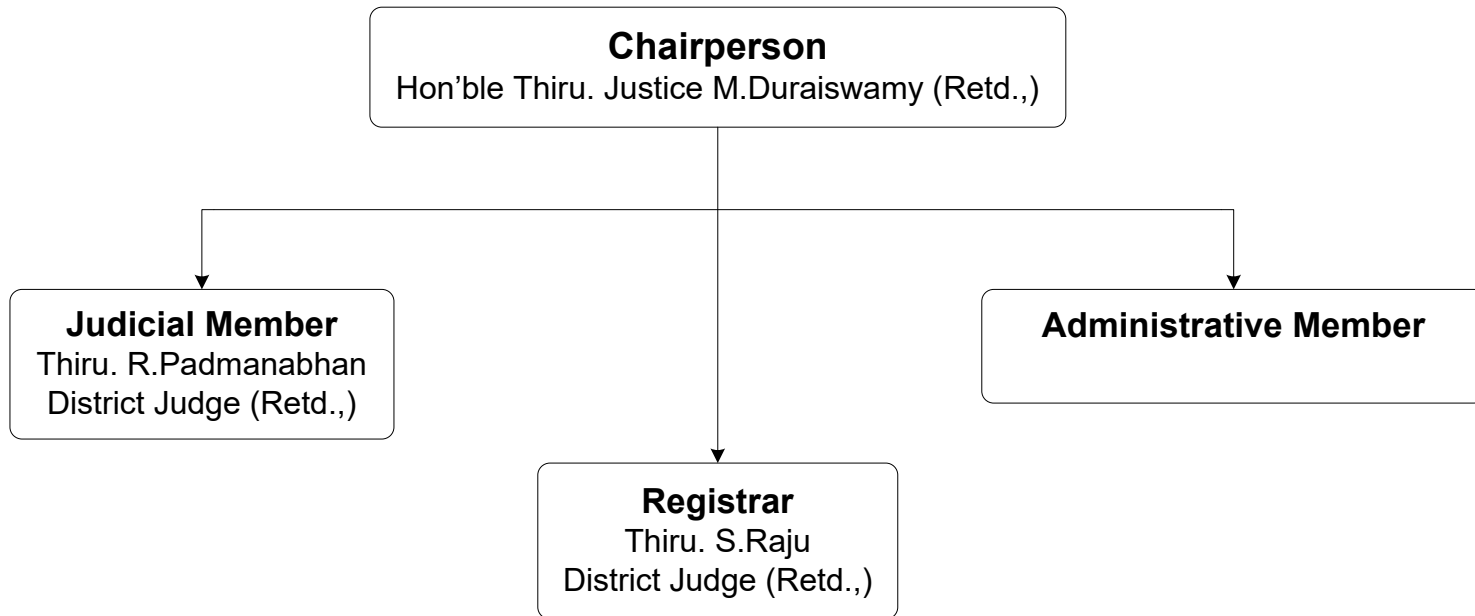 Chairperson
Hon’ble Thiru. Justice M.Duraiswamy (Retd.,)
Judicial Member
Thiru. R.Padmanabhan
District Judge (Retd.,)
Administrative Member
Registrar
Thiru. S.Raju
District Judge (Retd.,)